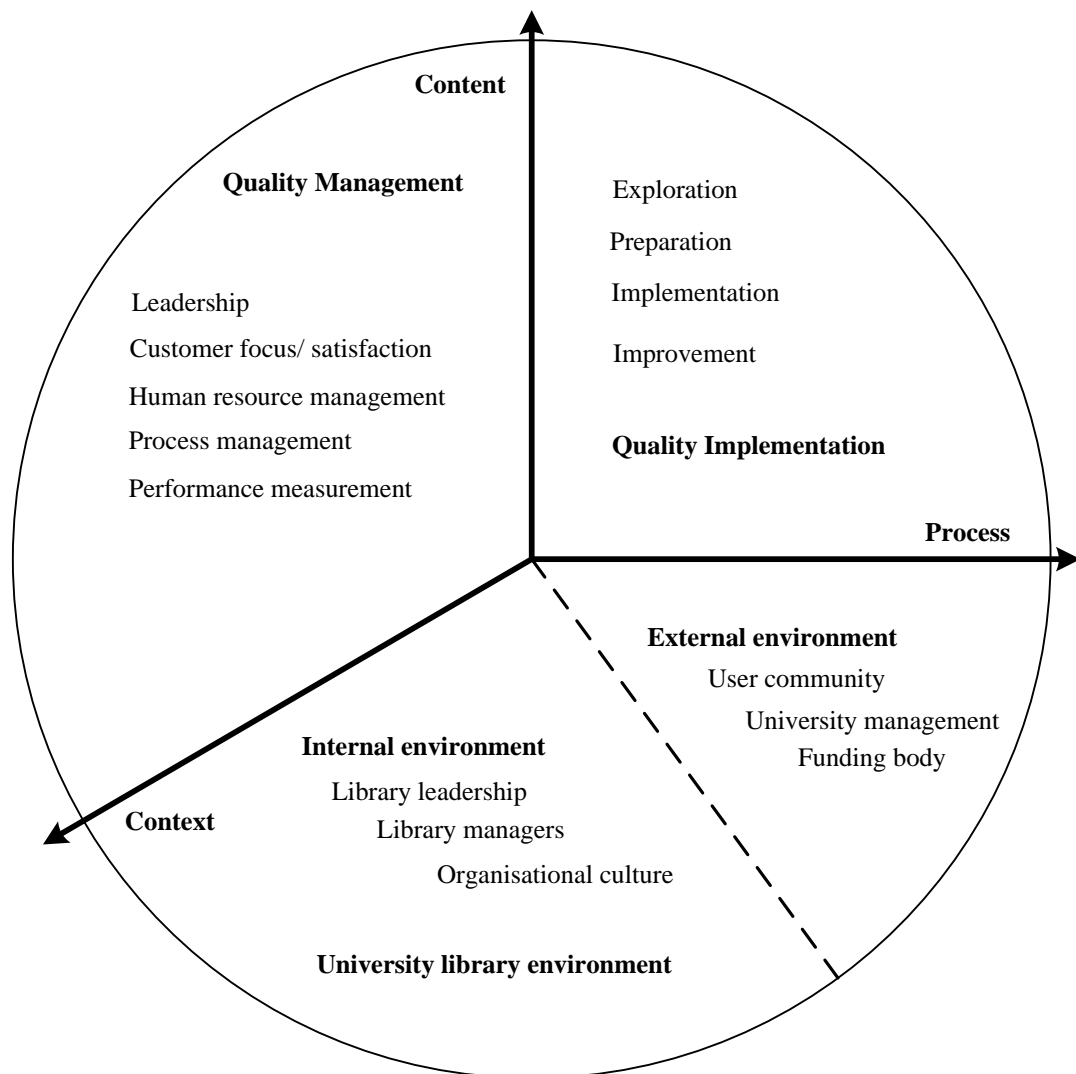 Content
Quality Management
Leadership
Customer focus/ satisfaction
Human resource management
Process management
Performance measurement
Exploration
Preparation
Implementation
Improvement
Quality Implementation
Process
External environment
User community
University management
Funding body
Internal environment
Library leadership
Library managers
Organisational culture
Context
University library environment